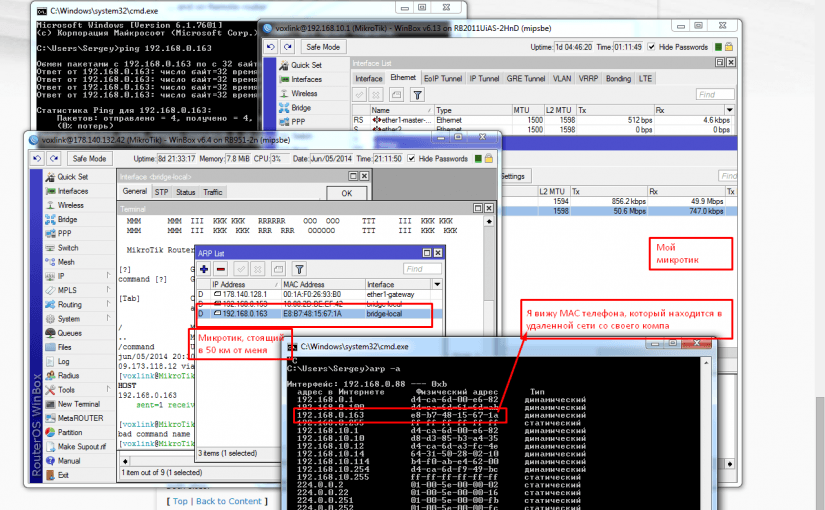 C:\Windows\system32\cmd.exe
Microsoft Windows [Version 6.1.7601]
(c) Корпорация Майкрософт (Microsoft Corp.
C:\Users\Sergey>ping 192.168.0.163
Обмен пакетами с 192.168.0.163 по с 32 байт
Ответ от 192.168.0.163: число байт=32 время
Ответ от 192.168.0.163: число байт=32 время
Ответ от 192.168.0.163: число байт=32 время
Ответ от 192.168.0.163: число байт=32 время
Статистика Ping для 192.168.0.163:
Пакетов: отправлено = 4, получено = 4,
(0% потерь)
voxlink@192.168.10.1 (MikroTik) - WinBox v6.13 on RB2011UiAS-2HnD (mipsbe)
Safe Mode Uptime: 1d 04:46:20 Time: 01:11:49 Hide Passwords
Quick Set
Interfaces
Wireless
Bridge
PPP
Interface List
Interface Ethernet EoIP Tunnel IP Tunnel GRE Tunnel VLAN VRRP Bonding LTE
Find
Name Type MTU L2 MTU Tx Rx
RS ether1-master-... Ethernet 1500 1598 512 bps 4.6 kbps
S ether2 Ethernet 1500 1598 0 bps 0 bps
ettings Find
L2 MTU Tx Rx Tx
1594 856.2 kbps 49.9 Mbps
1598 50.6 Mbps 747.0 kbps
Мой
микротик
voxlink@178.140.132.42 (MikroTik) - WinBox v6.4 on RB951-2n (mipsbe)
Safe Mode Uptime: 8d 21:33:17 Memory: 7.8 MiB CPU: 3% Date: Jun/05/2014 Time: 21:11:50 Hide Passwords
Quick Set
Interfaces
Wireless
Bridge
PPP
Switch
Mesh
IP
MPLS
Routing
System
Queues
Files
Log
Radius
Tools
New Terminal
MetaROUTER
Partition
Make Supout.rif
Manual
Exit
RouterOS WinBox
Interface <bridge-local>
General STP Status Traffic
OK
Terminal
MMM MMM III KKK KKK RRRRRR OOO OOO TTT III KKK KKK
MMM MMM III KKK KKK RRR RRR OOOOOO TTT III KKK KKK
MikroTik Router
[?] G
command [?] G
[Tab] C
a
/ M
.. M
/command U
jun/05/2014 20:
09.173.118.12 via
[voxlink@MikroTik
HOST
192.168.0.163
sent=1 receiv
[voxlink@MikroTik
bad command name
[voxlink@MikroTik
ARP List
Find
IP Address MAC Address Interface
D 178.140.128.1 00:1A:F0:26:93:B0 ether1-gateway
D 192.168.0.163 E8:B7:48:15:67:1A bridge-local
3 items (1 selected)
1 item out of 9 (1 selected)
Микротик, стоящий
в 50 км от меня
Я вижу MAC телефона, который находится в
удаленной сети со своего компа
C:\Windows\system32\cmd.exe
^C
C:\Users\Sergey>arp -a
Интерфейс: 192.168.0.88 --- 0xb
адрес в Интернете Физический адрес Тип
192.168.0.1 d4-ca-6d-00-e6-82 динамический
192.168.0.100 d4-ca-6d-61-6d-ab динамический
192.168.0.163 e8-b7-48-15-67-1a динамический
192.168.0.255 ff-ff-ff-ff-ff-ff статический
192.168.10.1 d4-ca-6d-00-e6-82 динамический
192.168.10.10 d8-d3-85-b3-a4-35 динамический
192.168.10.12 d4-ca-6d-a3-fc-4e динамический
192.168.10.14 64-31-50-28-02-10 динамический
192.168.10.114 b4-f0-ab-e4-62-00 динамический
192.168.10.254 d4-ca-6d-f9-49-bc динамический
192.168.10.255 ff-ff-ff-ff-ff-ff статический
224.0.0.2 01-00-5e-00-00-02 статический
224.0.0.22 01-00-5e-00-00-16 статический
224.0.0.251 01-00-5e-00-00-fb статический
224.0.0.252 01-00-5e-00-00-fc статический
[ Top | Back to Content ]